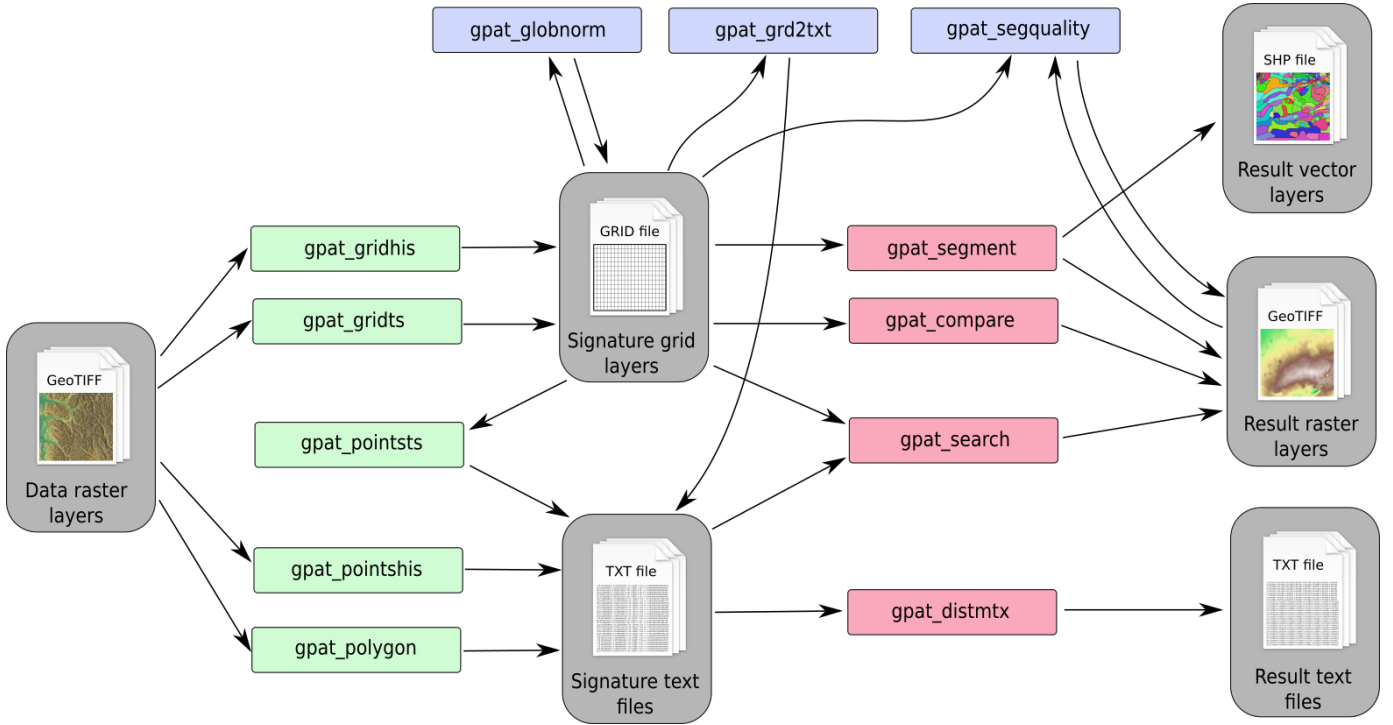 gpat_globnorm
gpat_grd2txt
gpat_segquality
SHP file
Result vector
layers
gpat_gridhis
GRID file
gpat_segment
gpat_gridts
Signature grid
layers
gpat_compare
GeoTIFF
Result raster
layers
GeoTIFF
Data raster
layers
gpat_pointsts
gpat_search
gpat_pointshis
TXT file
Signature text
files
gpat_polygon
gpat_distmtx
TXT file
Result text
files